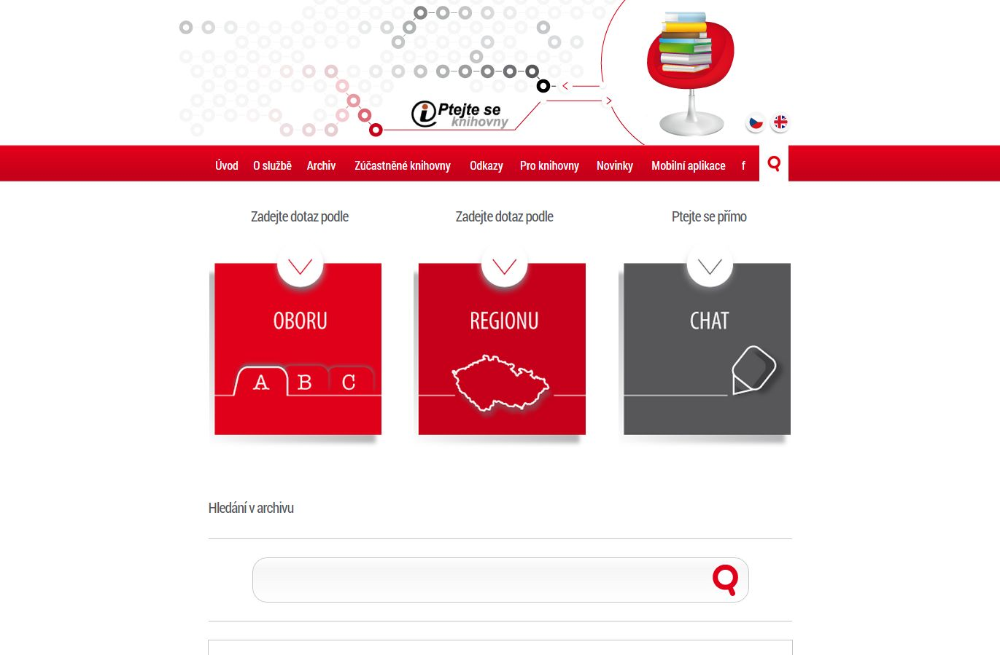 Ptejte se
knihovny
Úvod O službě Archiv Zúčastněné knihovny Odkazy Pro knihovny Novinky Mobilní aplikace f
Zadejte dotaz podle
OBORU
A B C
Zadejte dotaz podle
REGIONU
Ptejte se přímo
CHAT
Hledání v archivu